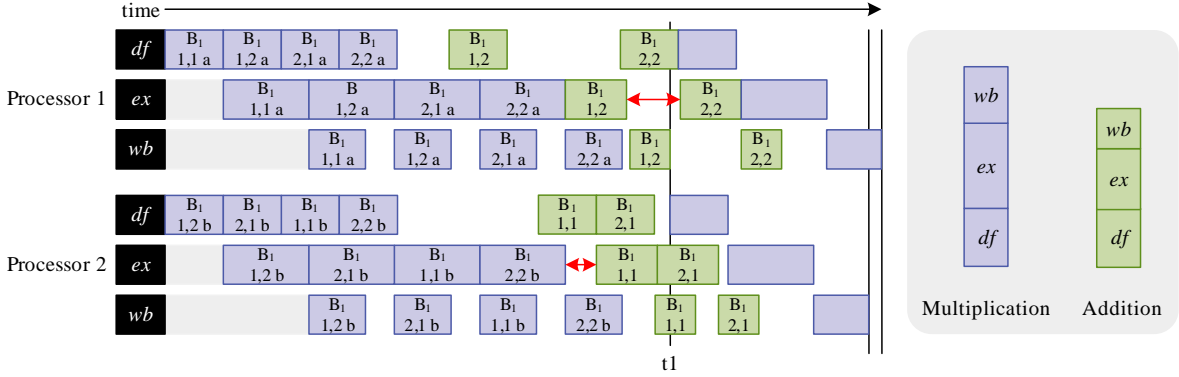 time
df
B1 B1 B1 B1 B1 B1
1,1 a 1,2 a 2,1 a 2,2 a 1,2 2,2
Processor 1
ex
B1 B B1 B1 B1 B1
1,1 a 1,2 a 2,1 a 2,2 a 1,2 2,2
wb
B1 B1 B1 B1 B1 B1
1,1 a 1,2 a 2,1 a 2,2 a 1,2 2,2
df
B1 B1 B1 B1 B1 B1
1,2 b 2,1 b 1,1 b 2,2 b 1,1 2,1
Processor 2
ex
B1 B1 B1 B1 B1 B1
1,2 b 2,1 b 1,1 b 2,2 b 1,1 2,1
wb
B1 B1 B1 B1 B1 B1
1,2 b 2,1 b 1,1 b 2,2 b 1,1 2,1
t1
wb
ex
df
Multiplication
wb
ex
df
Addition